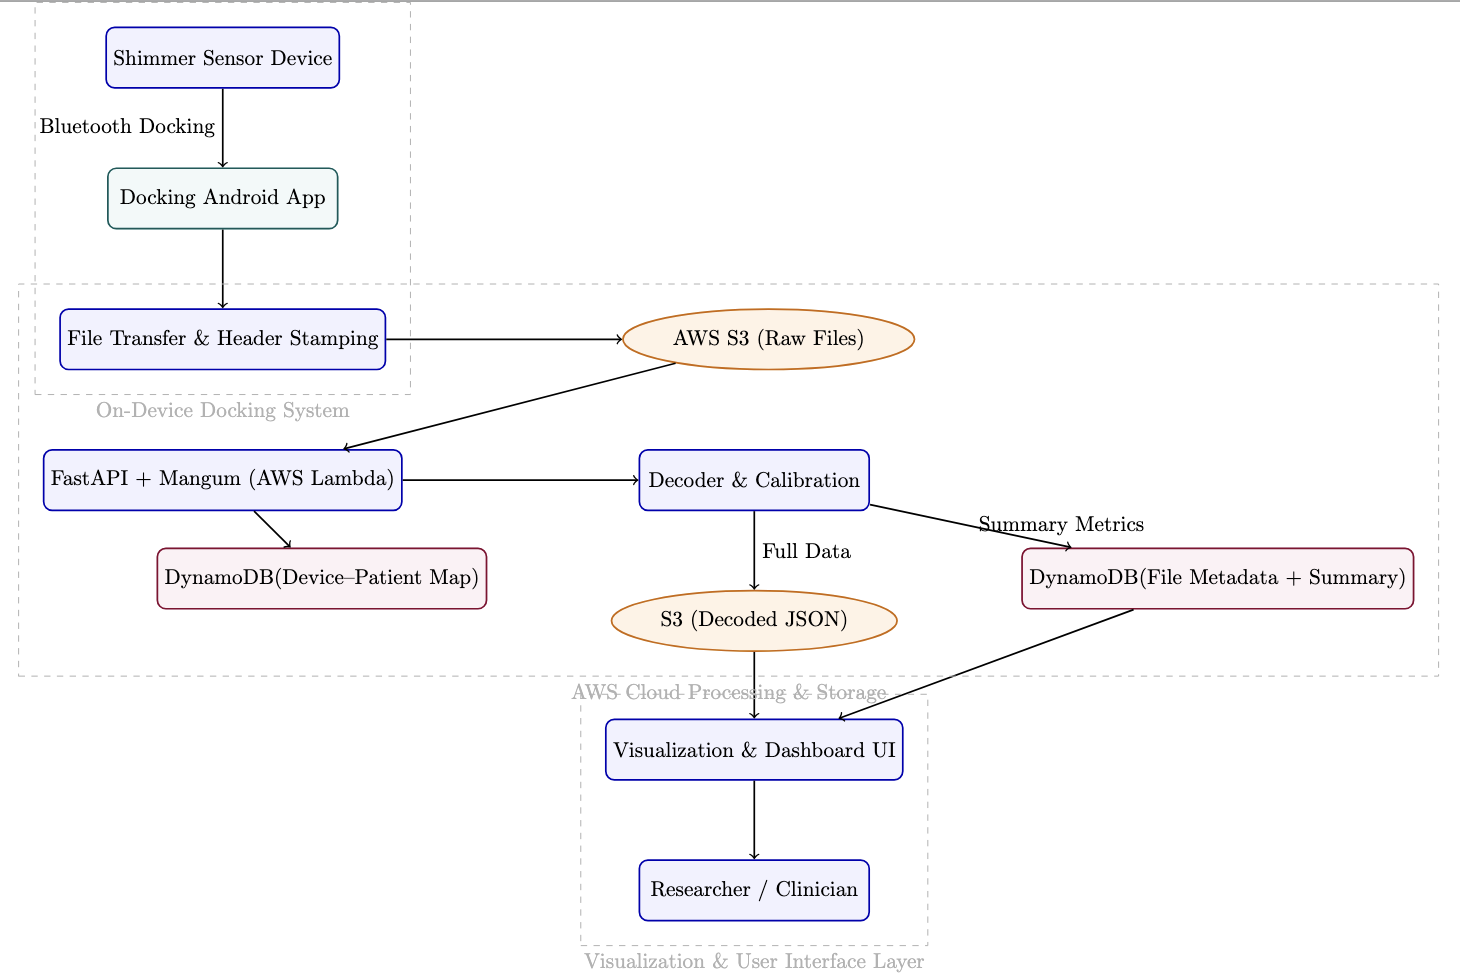 Shimmer Sensor Device
Bluetooth Docking
Docking Android App
File Transfer & Header Stamping
AWS S3 (Raw Files)
On-Device Docking System
FastAPI + Mangum (AWS Lambda)
Decoder & Calibration
Summary Metrics
Full Data
DynamoDB(Device–Patient Map)
DynamoDB(File Metadata + Summary)
S3 (Decoded JSON)
AWS Cloud Processing & Storage
Visualization & Dashboard UI
Researcher / Clinician
Visualization & User Interface Layer